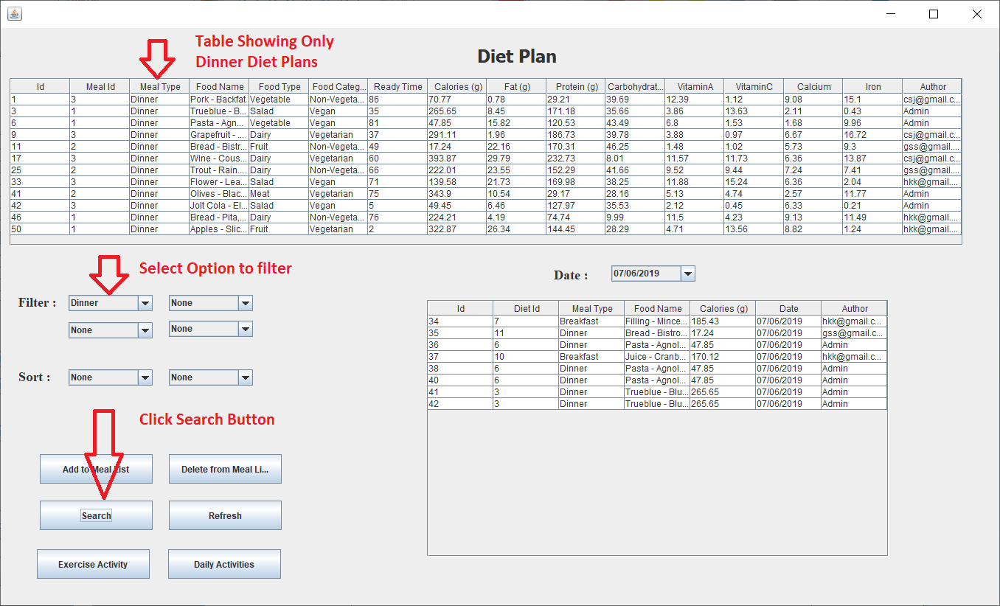 Table Showing Only
Dinner Diet Plans
Diet Plan
Id Meal Id Meal Type Food Name Food Type Food Categ... Ready Time Calories (g) Fat (g) Protein (g) Carbohydrat... VitaminA VitaminC Calcium Iron Author
1 3 Dinner Pork - Backfat Vegetable Non-Vegeta... 86 70.77 0.78 29.21 39.69 12.39 1.12 9.08 15.1 csj@gmail.c...
3 1 Dinner Trueblue - B... Salad Vegan 35 265.65 8.45 171.18 35.66 3.86 13.63 2.11 0.43 Admin
6 1 Dinner Pasta - Agn... Vegetable Vegan 81 47.85 15.82 120.53 43.49 6.8 1.53 1.68 9.96 Admin
9 3 Dinner Grapefruit - ... Dairy Vegetarian 37 291.11 1.96 186.73 39.78 3.88 0.97 6.67 16.72 csj@gmail.c...
11 2 Dinner Bread - Bistr... Fruit Non-Vegeta... 49 17.24 22.16 170.31 46.25 1.48 1.02 5.73 9.3 gss@gmail....
17 3 Dinner Wine - Cous... Dairy Vegetarian 60 393.87 29.79 232.73 8.01 11.57 11.73 6.36 13.87 csj@gmail.c...
25 2 Dinner Trout - Rain... Dairy Non-Vegeta... 66 222.01 23.55 152.29 41.66 9.52 9.44 7.24 7.41 gss@gmail....
33 3 Dinner Flower - Lea... Salad Vegan 71 139.58 21.73 169.98 38.25 11.88 15.24 6.36 2.04 hkk@gmail....
41 2 Dinner Olives - Blac... Meat Vegetarian 75 343.9 10.54 29.17 28.16 5.13 4.74 2.57 11.77 Admin
42 3 Dinner Jolt Cola - El... Salad Vegan 5 49.45 6.46 127.97 35.53 2.12 0.45 6.33 0.21 Admin
46 1 Dinner Bread - Pita,... Dairy Non-Vegeta... 76 224.21 4.19 74.74 9.99 11.5 4.23 9.13 11.49 hkk@gmail....
50 1 Dinner Apples - Slic... Fruit Vegetarian 2 322.87 26.34 144.45 28.29 4.71 13.56 8.82 1.24 hkk@gmail....
Select Option to filter
Filter : Dinner None
None None
Sort : None None
Click Search Button
Add to Meal List Delete from Meal Li...
Search Refresh
Exercise Activity Daily Activities
Date : 07/06/2019
Id Diet Id Meal Type Food Name Calories (g) Date Author
34 7 Breakfast Filling - Mince... 185.43 07/06/2019 hkk@gmail.c...
35 11 Dinner Bread - Bistro... 17.24 07/06/2019 gss@gmail.c...
36 6 Dinner Pasta - Agnol... 47.85 07/06/2019 Admin
37 10 Breakfast Juice - Cranb... 170.12 07/06/2019 hkk@gmail.c...
38 6 Dinner Pasta - Agnol... 47.85 07/06/2019 Admin
40 6 Dinner Pasta - Agnol... 47.85 07/06/2019 Admin
41 3 Dinner Trueblue - Blu... 265.65 07/06/2019 Admin
42 3 Dinner Trueblue - Blu... 265.65 07/06/2019 Admin